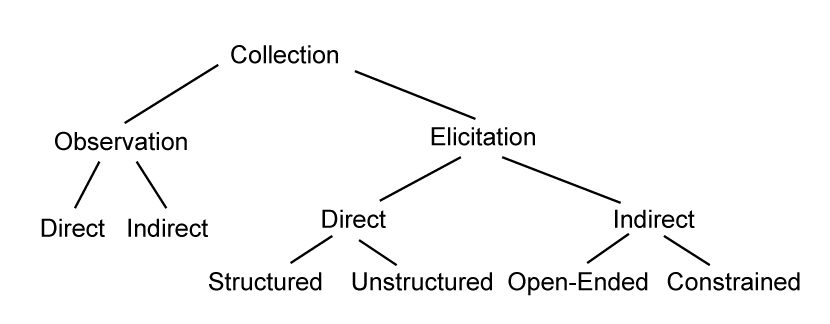 Collection
Observation
Elicitation
Direct
Indirect
Direct
Indirect
Structured
Unstructured
Open-Ended
Constrained